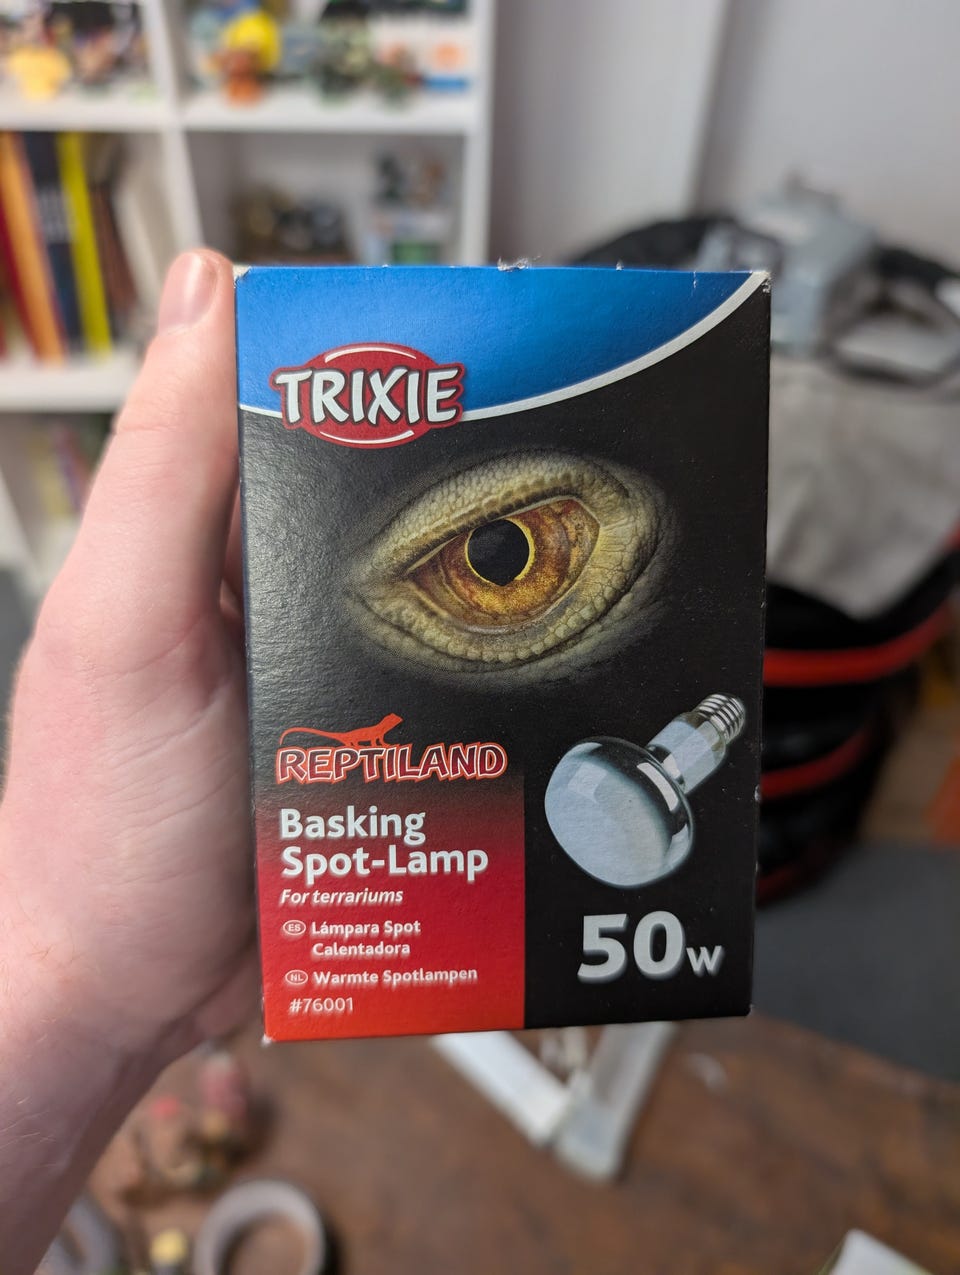 TRIXIE
REPTILAND
Basking
Spot-Lamp
For terrariums
ES Lámpara Spot
Calentadora
NL Warmte Spotlampen
#76001
50w